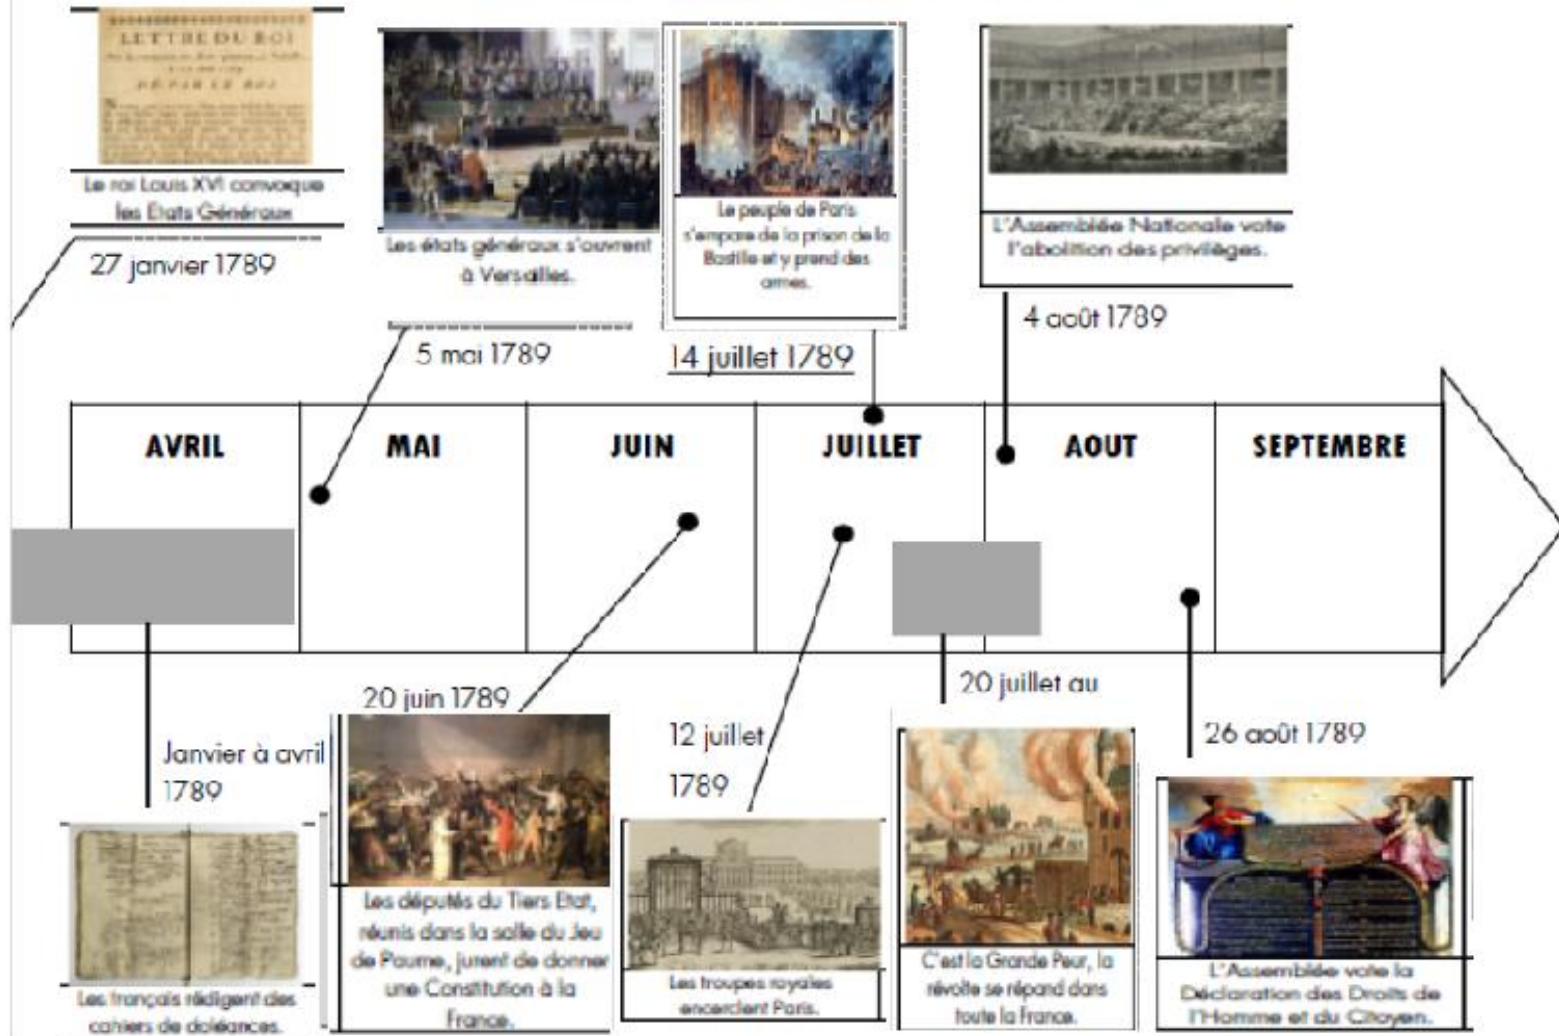 LETTRE DU ROI
DE PAR LE ROI
Le roi Louis XVI convoque
les Etats Généraux
27 janvier 1789
Les états généraux s'ouvrent
à Versailles.
5 mai 1789
Le peuple de Paris
s'empare de la prison de la
Bastille et y prend des
armes.
14 juillet 1789
L'Assemblée Nationale vote
l'abolition des privilèges.
4 août 1789
AVRIL
MAI
JUIN
JUILLET
AOUT
SEPTEMBRE
Janvier à avril
1789
Les français rédigent des
cahiers de doléances.
20 juin 1789
Les députés du Tiers Etat,
réunis dans la salle du Jeu
de Paume, jurent de donner
une Constitution à la
France.
12 juillet
1789
Les troupes royales
encerclent Paris.
20 juillet au
C'est la Grande Peur, la
révolte se répand dans
toute la France.
26 août 1789
L'Assemblée vote la
Déclaration des Droits de
l'Homme et du Citoyen.